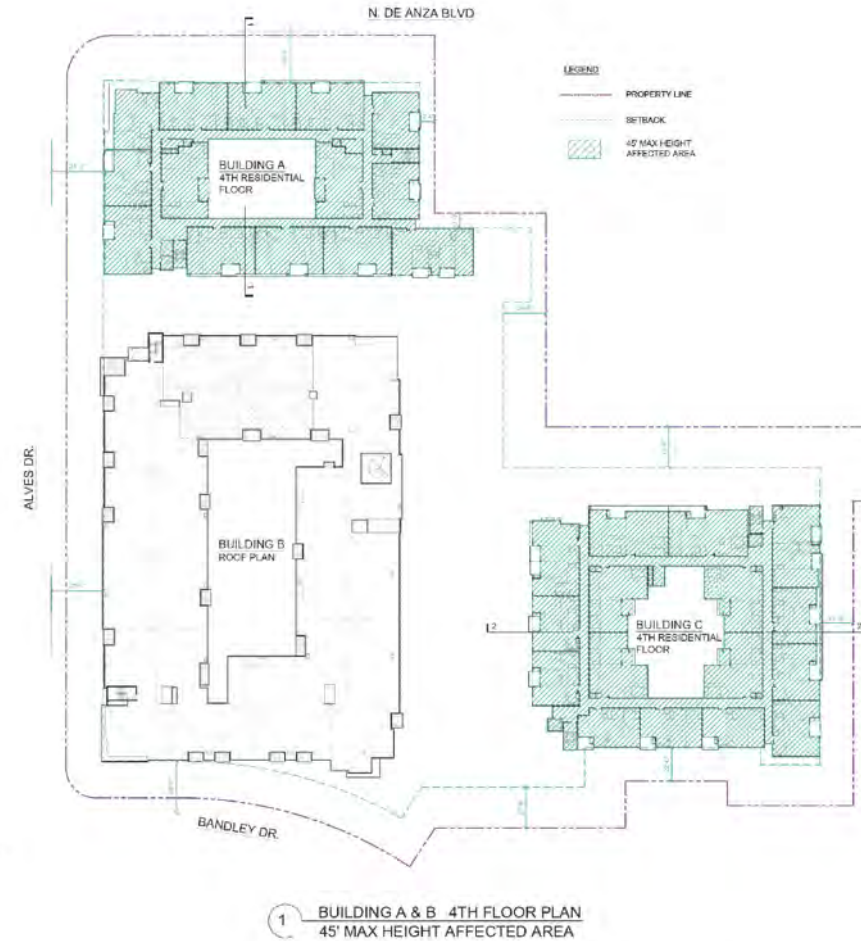 N. DE ANZA BLVD
LEGEND
PROPERTY LINE
SETBACK
45' MAX HEIGHT
AFFECTED AREA
BUILDING A
4TH RESIDENTIAL
FLOOR
ALVES DR.
BUILDING B
ROOF PLAN
BUILDING C
4TH RESIDENTIAL
FLOOR
2
2
BANDLEY DR.
1
BUILDING A & B 4TH FLOOR PLAN
45' MAX HEIGHT AFFECTED AREA